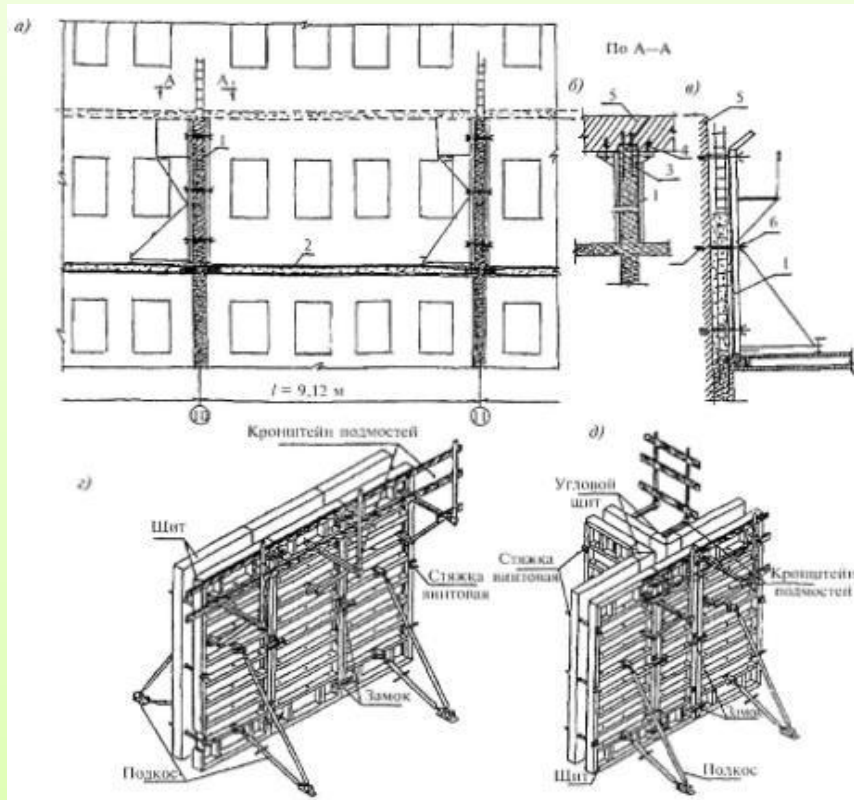 а)
А
А
1
2
l = 9,12 м
10
11
По А—А
б)
5
4
3
1
в)
5
6
1
г)
Кронштейн подмостей
Щит
Стяжка
винтовая
Замок
Подкос
д)
Угловой
щит
Стяжка
винтовая
Кронштейн
подмостей
Замок
Щит
Подкос